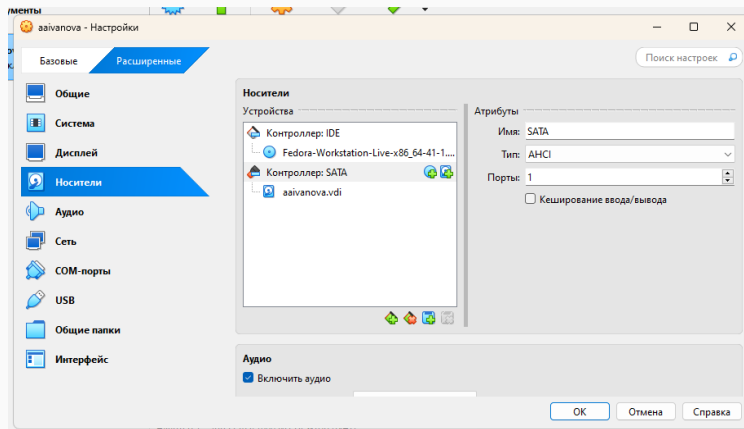 ументы
aaivanova - Настройки
Базовые
Расширенные
Поиск настроек
Общие
Система
Дисплей
Носители
Аудио
Сеть
COM-порты
USB
Общие папки
Интерфейс
Носители
Устройства
Контроллер: IDE
Fedora-Workstation-Live-x86_64-41-1....
Контроллер: SATA
aaivanova.vdi
Атрибуты
Имя: SATA
Тип: AHCI
Порты: 1
Кеширование ввода/вывода
Аудио
Включить аудио
OK
Отмена
Справка